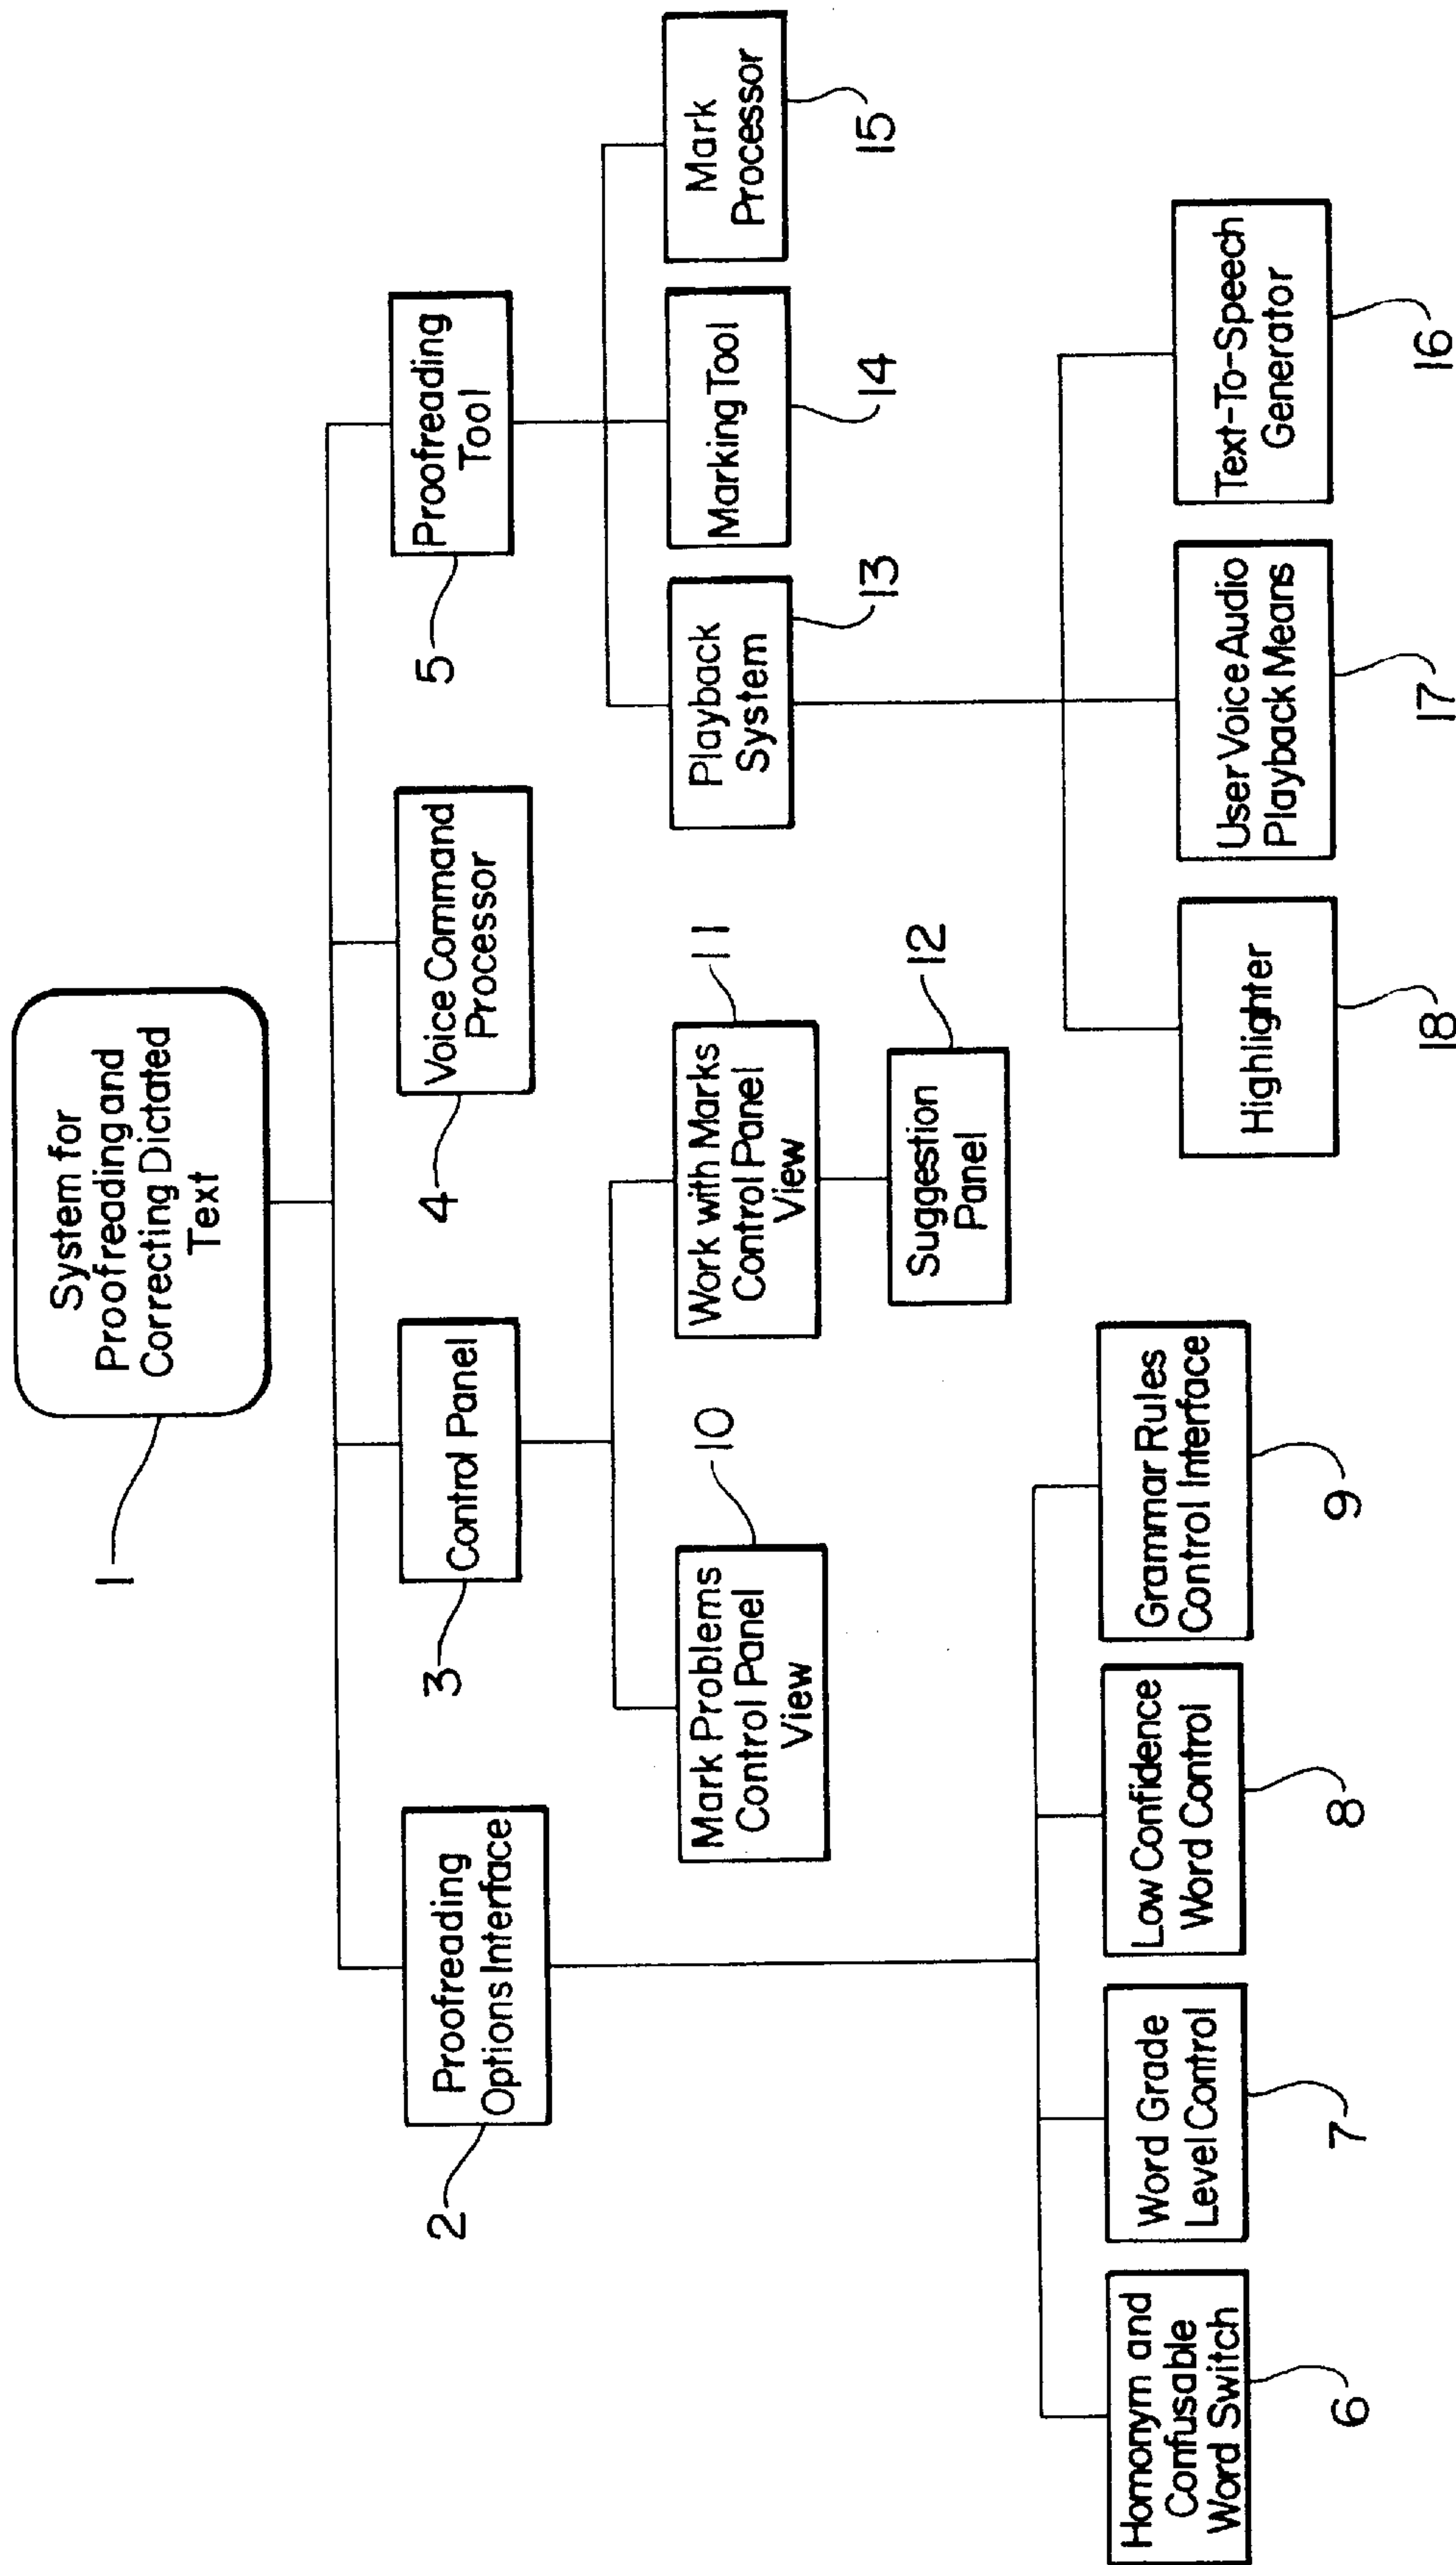 1
System for
Proofreading and
Correcting Dictated
Text
2
Proofreading
Options Interface
3
Control Panel
4
Voice Command
Processor
5
Proofreading
Tool
Mark Problems
Control Panel
View
10
Work with Marks
Control Panel
View
11
Suggestion
Panel
12
Playback
System
13
Marking Tool
14
Mark
Processor
15
Homonym and
Confusable
Word Switch
6
Word Grade
Level Control
7
Low Confidence
Word Control
8
Grammar Rules
Control Interface
9
Highlighter
18
User Voice Audio
Playback Means
17
Text-To-Speech
Generator
16